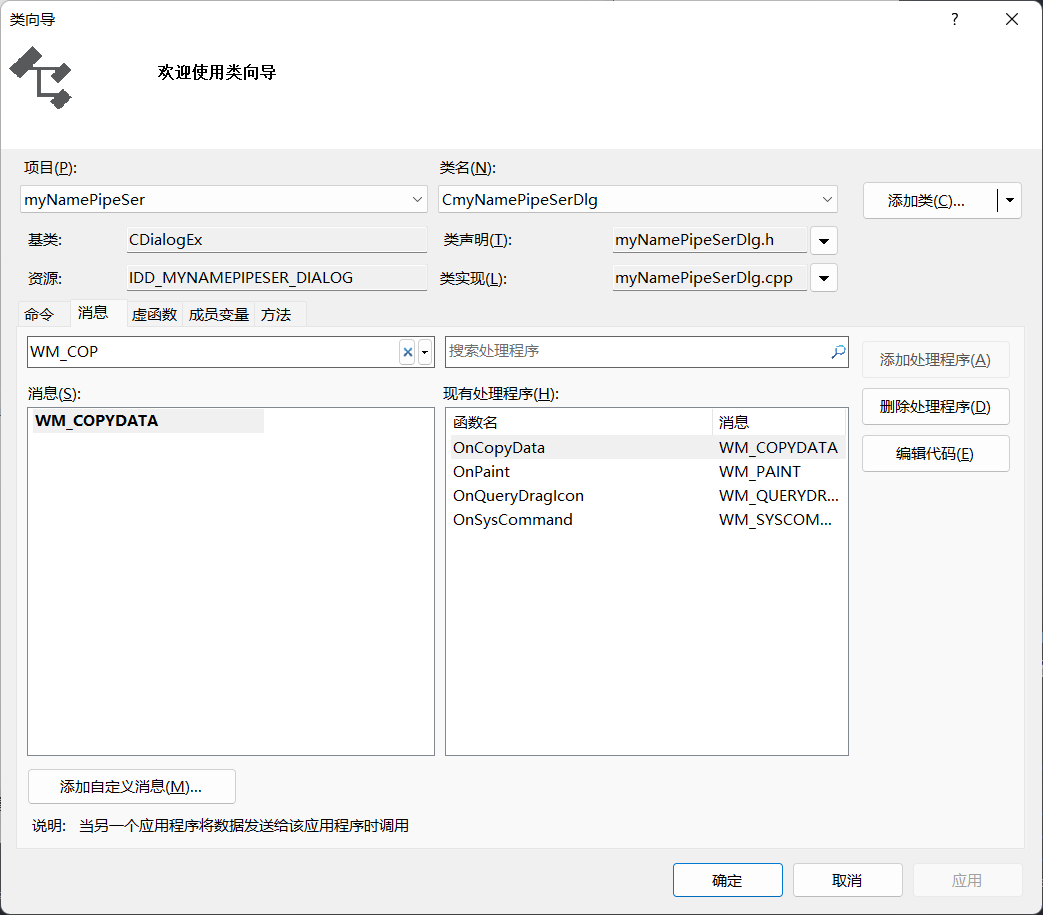 类向导
?
欢迎使用类向导
项目(P):
类名(N):
myNamePipeSer
CmyNamePipeSerDlg
添加类(C)...
基类:
CDialogEx
类声明(T):
myNamePipeSerDlg.h
资源:
IDD_MYNAMEPIPESER_DIALOG
类实现(L):
myNamePipeSerDlg.cpp
命令 消息 虚函数 成员变量 方法
WM_COP
搜索处理程序
添加处理程序(A)
消息(S):
现有处理程序(H):
删除处理程序(D)
WM_COPYDATA
函数名 消息
OnCopyData WM_COPYDATA
编辑代码(E)
OnPaint WM_PAINT
OnQueryDragIcon WM_QUERYDR...
OnSysCommand WM_SYSCOM...
添加自定义消息(M)...
说明: 当另一个应用程序将数据发送给该应用程序时调用
确定
取消
应用